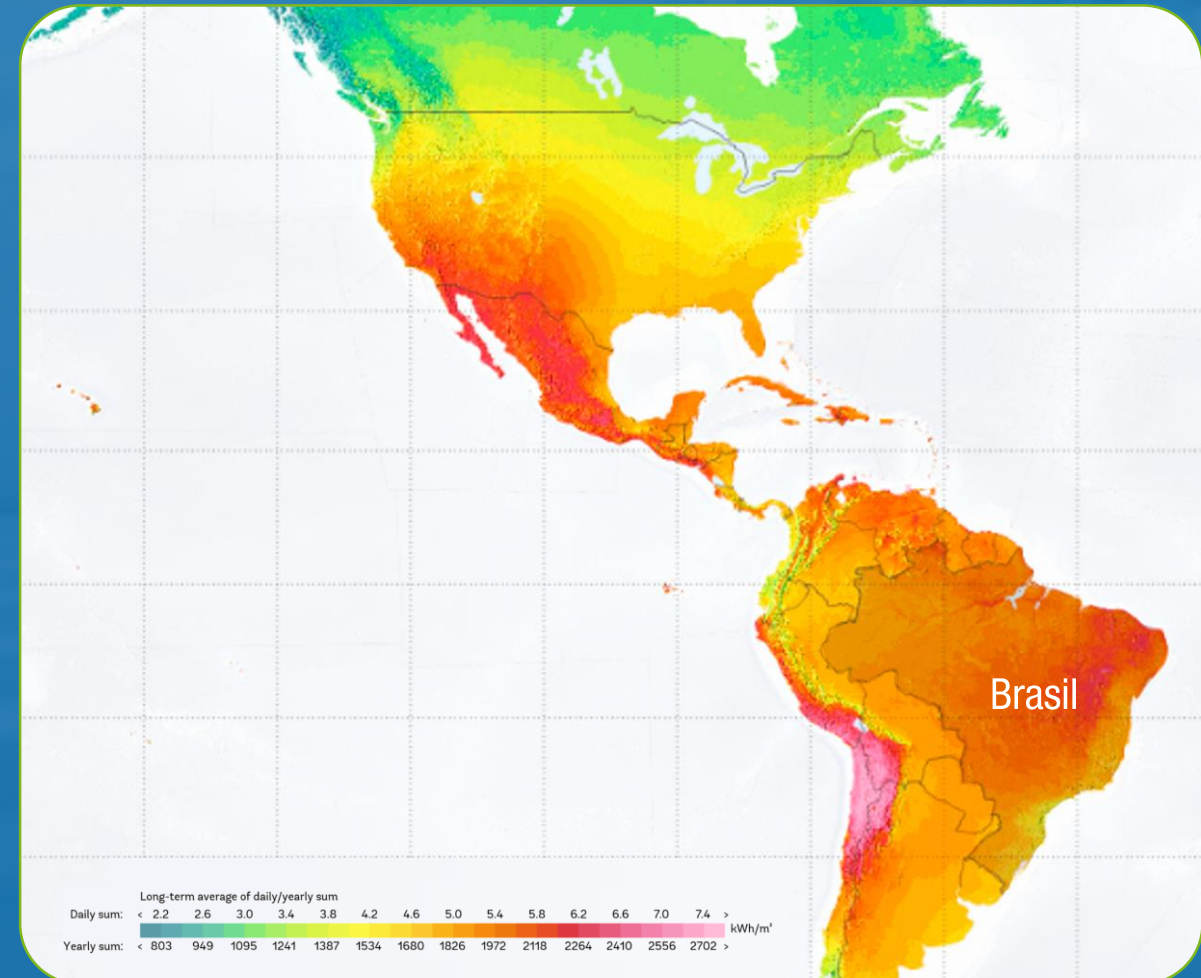 Brasil
Long-term average of daily/yearly sum
Daily sum: < 2.2 2.6 3.0 3.4 3.8 4.2 4.6 5.0 5.4 5.8 6.2 6.6 7.0 7.4 >
kWh/m²
Yearly sum: < 803 949 1095 1241 1387 1534 1680 1826 1972 2118 2264 2410 2556 2702 >